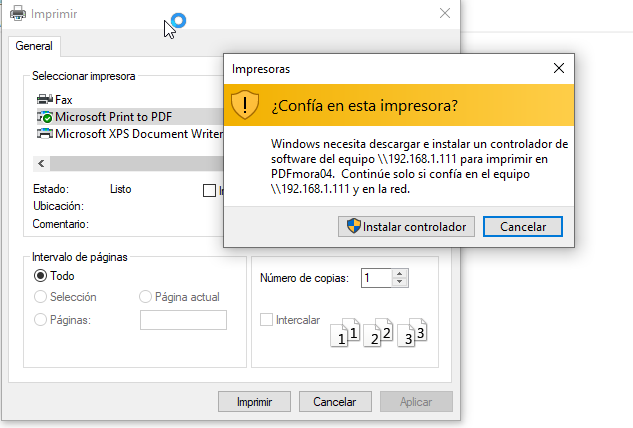 Imprimir
General
Seleccionar impresora
Fax
Microsoft Print to PDF
Microsoft XPS Document Writer
Estado: Listo
Ubicación:
Comentario:
Impresoras
¿Confía en esta impresora?
Windows necesita descargar e instalar un controlador de
software del equipo \\192.168.1.111 para imprimir en
PDFmora04. Continúe solo si confía en el equipo
\\192.168.1.111 y en la red.
Instalar controlador
Cancelar
Intervalo de páginas
Todo
Selección
Página actual
Páginas:
Número de copias: 1
Intercalar
1 1 2 2 3 3
Imprimir
Cancelar
Aplicar